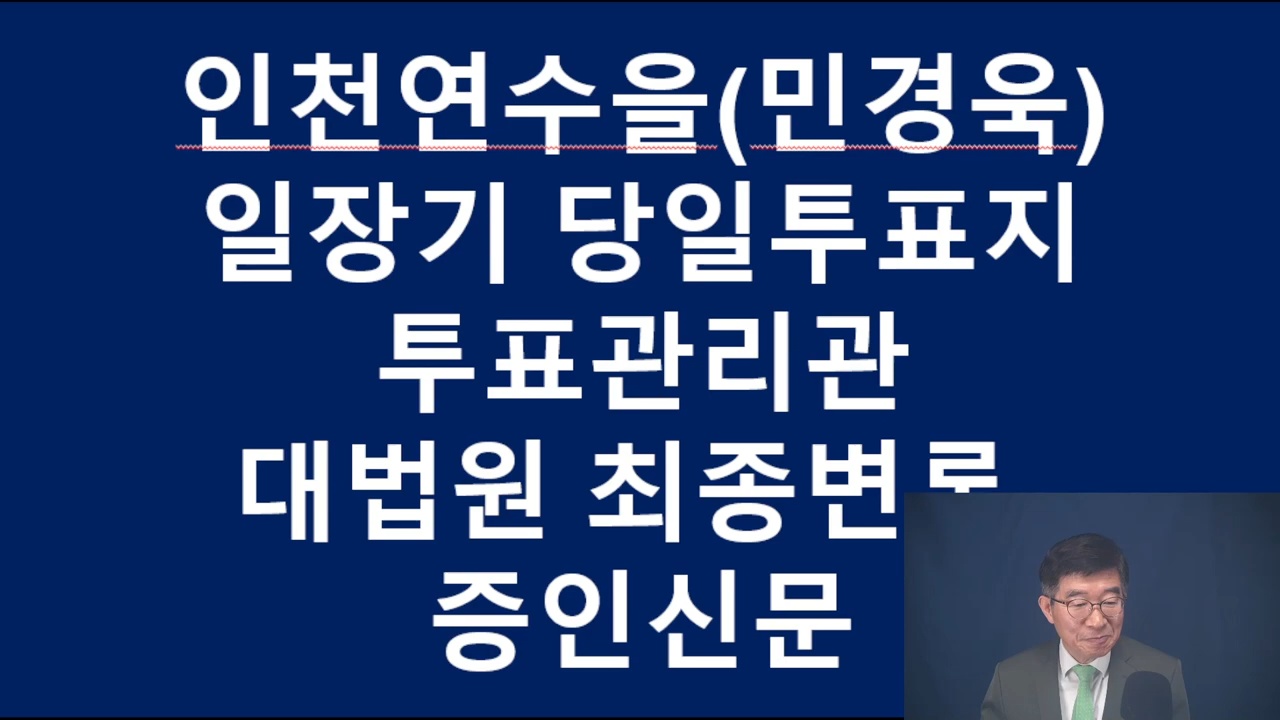 인천연수을(민경욱)
일장기 당일투표지
투표관리관
대법원 최종변론
증인신문